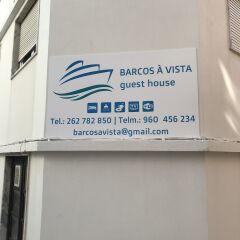 BARCOS À VISTA
guest house
Tel.: 262 782 850 | Telm.: 960 456 234
barcosavista@gmail.com